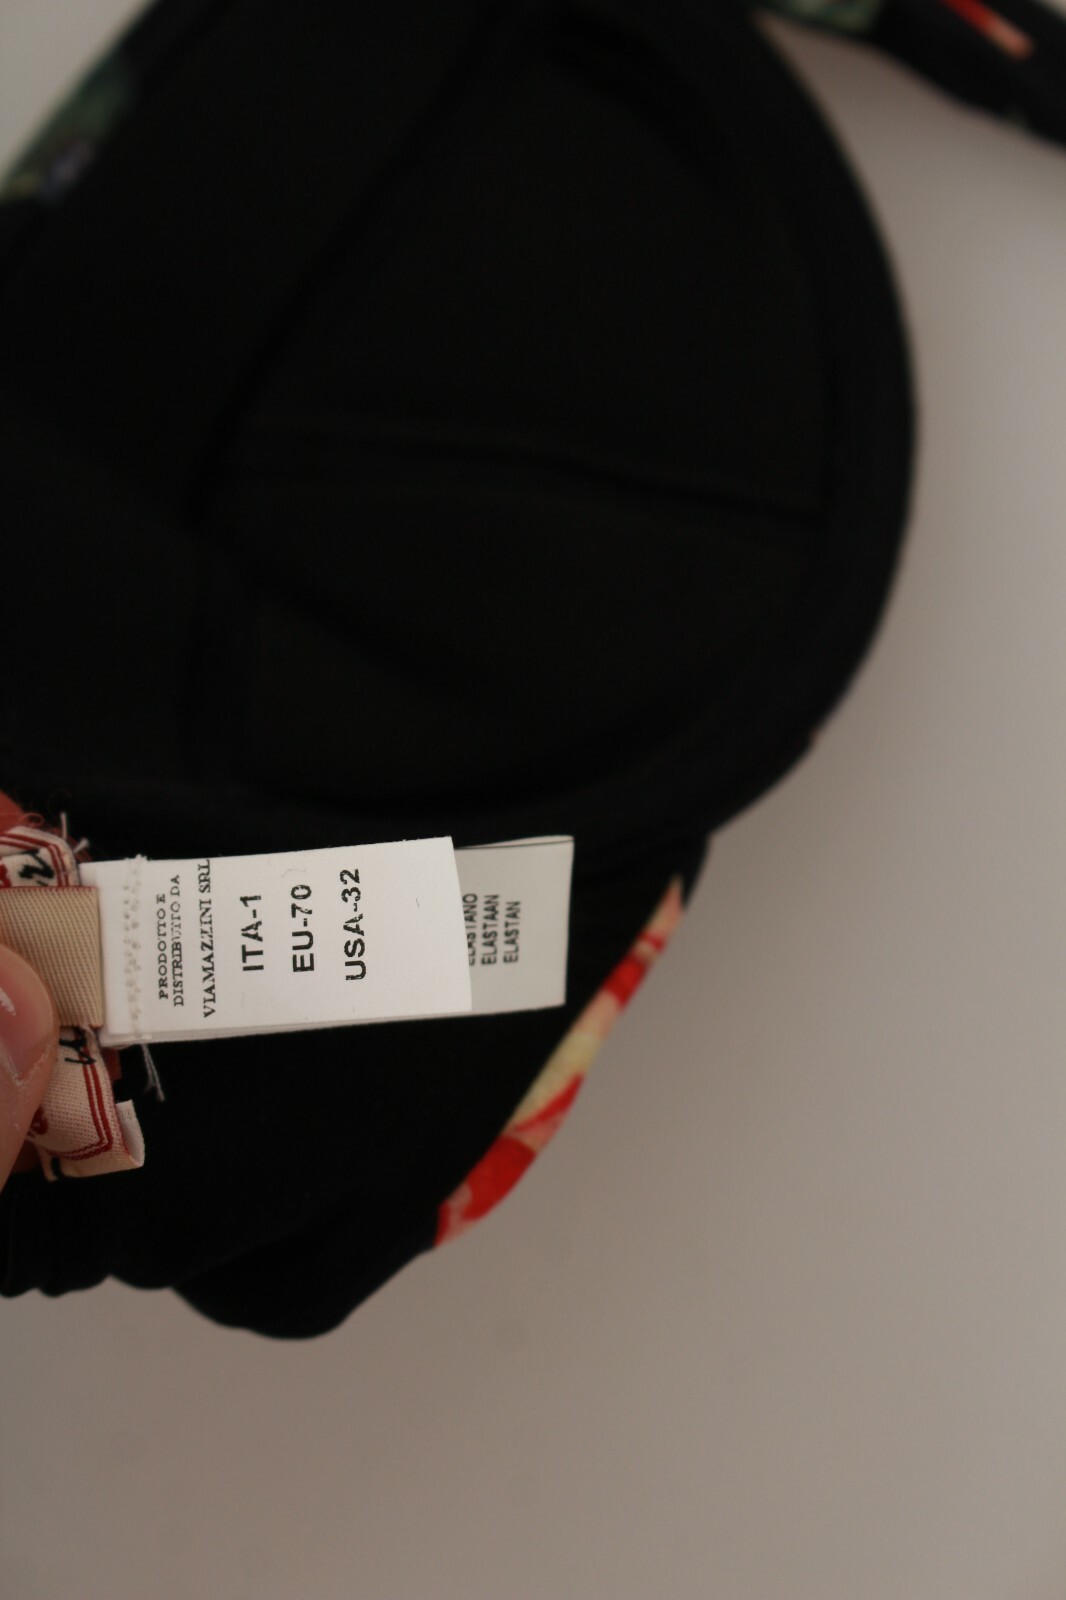 PRODOTTO E
DISTRIBUITO DA
VIAMAZZINI SRL
ITA-1
EU-70
USA-32
ELASTANO
ELASTAAN
ELASTAN